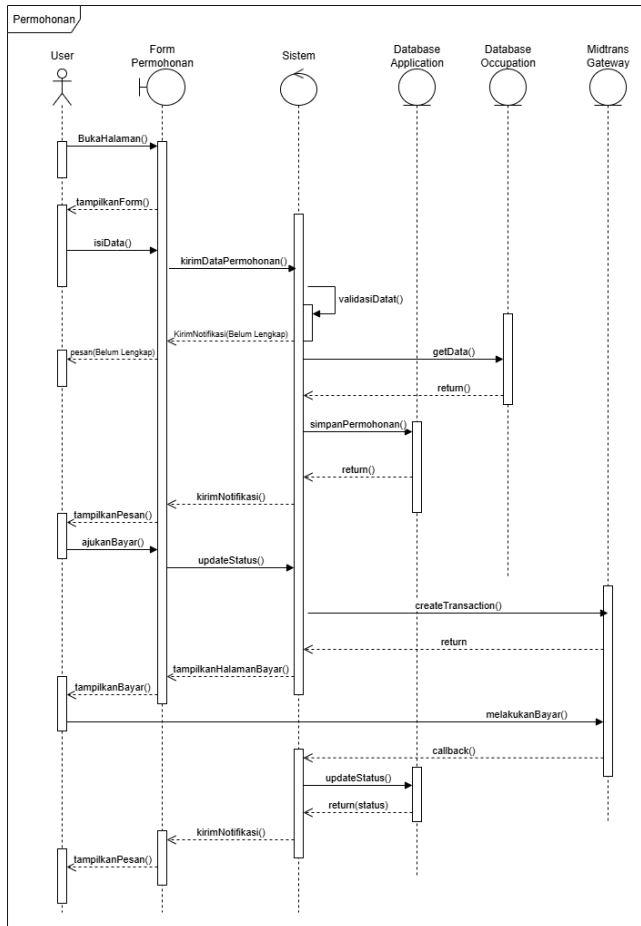 Permohonan
User
Form
Permohonan
Sistem
Database
Application
Database
Occupation
Midtrans
Gateway
BukaHalaman()
tampilkanForm()
isiData()
kirimDataPermohonan()
validasiDatat()
KirimNotifikasi(Belum Lengkap)
pesan(Belum Lengkap)
getData()
return()
simpanPermohonan()
return()
kirimNotifikasi()
tampilkanPesan()
ajukanBayar()
updateStatus()
createTransaction()
return
tampilkanHalamanBayar()
tampilkanBayar()
melakukanBayar()
callback()
updateStatus()
return(status)
kirimNotifikasi()
tampilkanPesan()